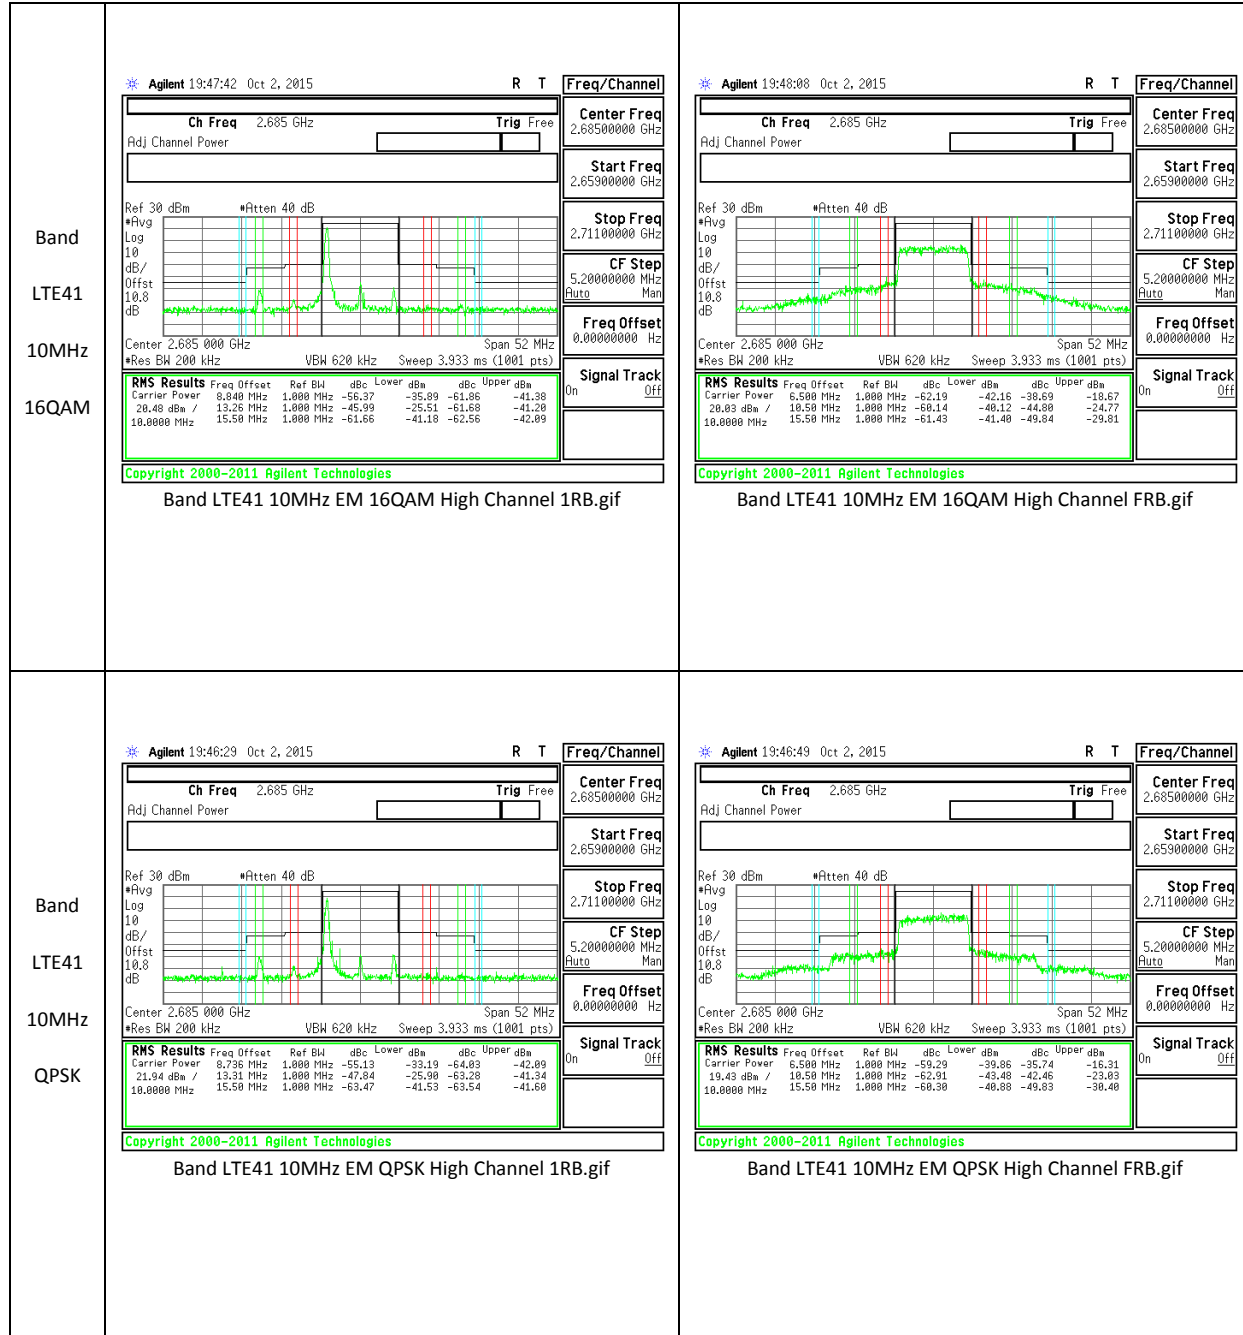 Band
LTE41
10MHz
16QAM
Agilent 19:47:42 Oct 2, 2015 R T Freq/Channel
Ch Freq 2.685 GHz Trig Free
Adj Channel Power
Center Freq
2.68500000 GHz
Start Freq
2.65900000 GHz
Stop Freq
2.71100000 GHz
CF Step
5.20000000 MHz
Auto Man
Freq Offset
0.00000000 Hz
Signal Track
On Off
Ref 30 dBm #Atten 40 dB
#Avg
Log
10
dB/
Offst
10.8
dB
Center 2.685 000 GHz Span 52 MHz
#Res BW 200 kHz VBW 620 kHz Sweep 3.933 ms (1001 pts)
RMS Results Freq Offset Ref BW dBc Lower dBm dBc Upper dBm
Carrier Power 8.840 MHz 1.000 MHz -56.37 -35.89 -61.86 -41.38
20.48 dBm / 13.26 MHz 1.000 MHz -45.99 -25.51 -61.68 -41.20
10.0000 MHz 15.50 MHz 1.000 MHz -61.66 -41.18 -62.56 -42.09
Copyright 2000-2011 Agilent Technologies
Band LTE41 10MHz EM 16QAM High Channel 1RB.gif
Agilent 19:48:08 Oct 2, 2015 R T Freq/Channel
Ch Freq 2.685 GHz Trig Free
Adj Channel Power
Center Freq
2.68500000 GHz
Start Freq
2.65900000 GHz
Stop Freq
2.71100000 GHz
CF Step
5.20000000 MHz
Auto Man
Freq Offset
0.00000000 Hz
Signal Track
On Off
Ref 30 dBm #Atten 40 dB
#Avg
Log
10
dB/
Offst
10.8
dB
Center 2.685 000 GHz Span 52 MHz
#Res BW 200 kHz VBW 620 kHz Sweep 3.933 ms (1001 pts)
RMS Results Freq Offset Ref BW dBc Lower dBm dBc Upper dBm
Carrier Power 6.500 MHz 1.000 MHz -62.19 -42.16 -38.69 -18.67
20.03 dBm / 10.50 MHz 1.000 MHz -60.14 -40.12 -44.80 -24.77
10.0000 MHz 15.50 MHz 1.000 MHz -61.43 -41.40 -49.84 -29.81
Copyright 2000-2011 Agilent Technologies
Band LTE41 10MHz EM 16QAM High Channel FRB.gif
Band
LTE41
10MHz
QPSK
Agilent 19:46:29 Oct 2, 2015 R T Freq/Channel
Ch Freq 2.685 GHz Trig Free
Adj Channel Power
Center Freq
2.68500000 GHz
Start Freq
2.65900000 GHz
Stop Freq
2.71100000 GHz
CF Step
5.20000000 MHz
Auto Man
Freq Offset
0.00000000 Hz
Signal Track
On Off
Ref 30 dBm #Atten 40 dB
#Avg
Log
10
dB/
Offst
10.8
dB
Center 2.685 000 GHz Span 52 MHz
#Res BW 200 kHz VBW 620 kHz Sweep 3.933 ms (1001 pts)
RMS Results Freq Offset Ref BW dBc Lower dBm dBc Upper dBm
Carrier Power 8.736 MHz 1.000 MHz -55.13 -33.19 -64.03 -42.09
21.94 dBm / 13.31 MHz 1.000 MHz -47.84 -25.90 -63.28 -41.34
10.0000 MHz 15.50 MHz 1.000 MHz -63.47 -41.53 -63.54 -41.60
Copyright 2000-2011 Agilent Technologies
Band LTE41 10MHz EM QPSK High Channel 1RB.gif
Agilent 19:46:49 Oct 2, 2015 R T Freq/Channel
Ch Freq 2.685 GHz Trig Free
Adj Channel Power
Center Freq
2.68500000 GHz
Start Freq
2.65900000 GHz
Stop Freq
2.71100000 GHz
CF Step
5.20000000 MHz
Auto Man
Freq Offset
0.00000000 Hz
Signal Track
On Off
Ref 30 dBm #Atten 40 dB
#Avg
Log
10
dB/
Offst
10.8
dB
Center 2.685 000 GHz Span 52 MHz
#Res BW 200 kHz VBW 620 kHz Sweep 3.933 ms (1001 pts)
RMS Results Freq Offset Ref BW dBc Lower dBm dBc Upper dBm
Carrier Power 6.500 MHz 1.000 MHz -59.29 -39.86 -35.74 -16.31
19.43 dBm / 10.50 MHz 1.000 MHz -62.91 -43.48 -42.46 -23.03
10.0000 MHz 15.50 MHz 1.000 MHz -60.30 -40.88 -49.83 -30.40
Copyright 2000-2011 Agilent Technologies
Band LTE41 10MHz EM QPSK High Channel FRB.gif